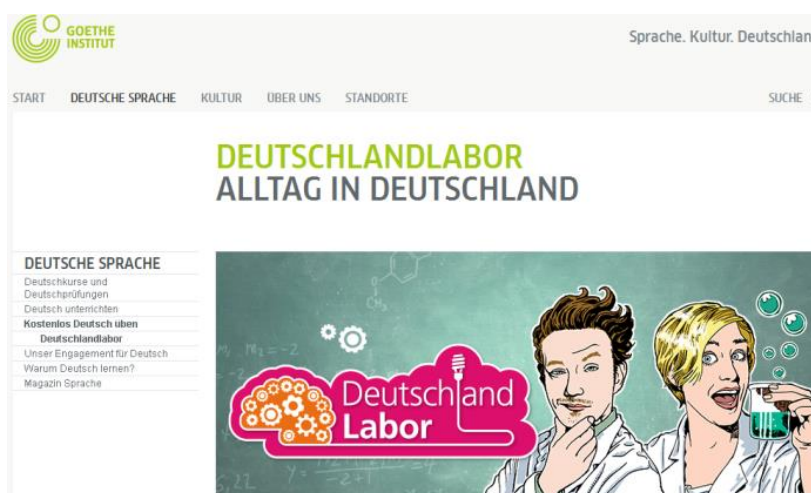 GOETHE
INSTITUT
Sprache. Kultur. Deutschlan
START DEUTSCHE SPRACHE KULTUR ÜBER UNS STANDORTE SUCHE
DEUTSCHLANDLABOR
ALLTAG IN DEUTSCHLAND
DEUTSCHE SPRACHE
Deutschkurse und
Deutschprüfungen
Deutsch unterrichten
Kostenlos Deutsch üben
Deutschlandlabor
Unser Engagement für Deutsch
Warum Deutsch lernen?
Magazin Sprache
Deutschland
Labor